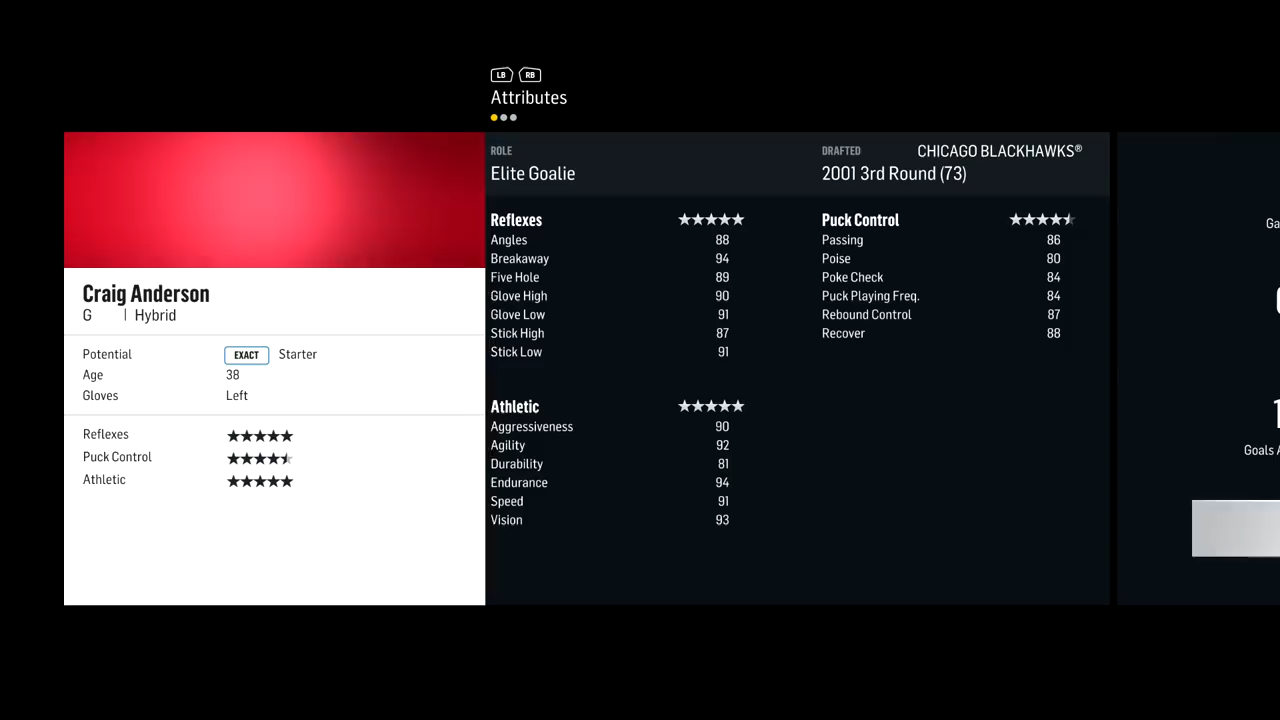 LB RB
Attributes
ROLE
Elite Goalie
DRAFTED CHICAGO BLACKHAWKS®
2001 3rd Round (73)
Craig Anderson
G | Hybrid
Potential EXACT Starter
Age 38
Gloves Left
Reflexes
Puck Control
Athletic
Reflexes
Angles 88
Breakaway 94
Five Hole 89
Glove High 90
Glove Low 91
Stick High 87
Stick Low 91
Puck Control
Passing 86
Poise 80
Poke Check 84
Puck Playing Freq. 84
Rebound Control 87
Recover 88
Athletic
Aggressiveness 90
Agility 92
Durability 81
Endurance 94
Speed 91
Vision 93
Ga
Goals A